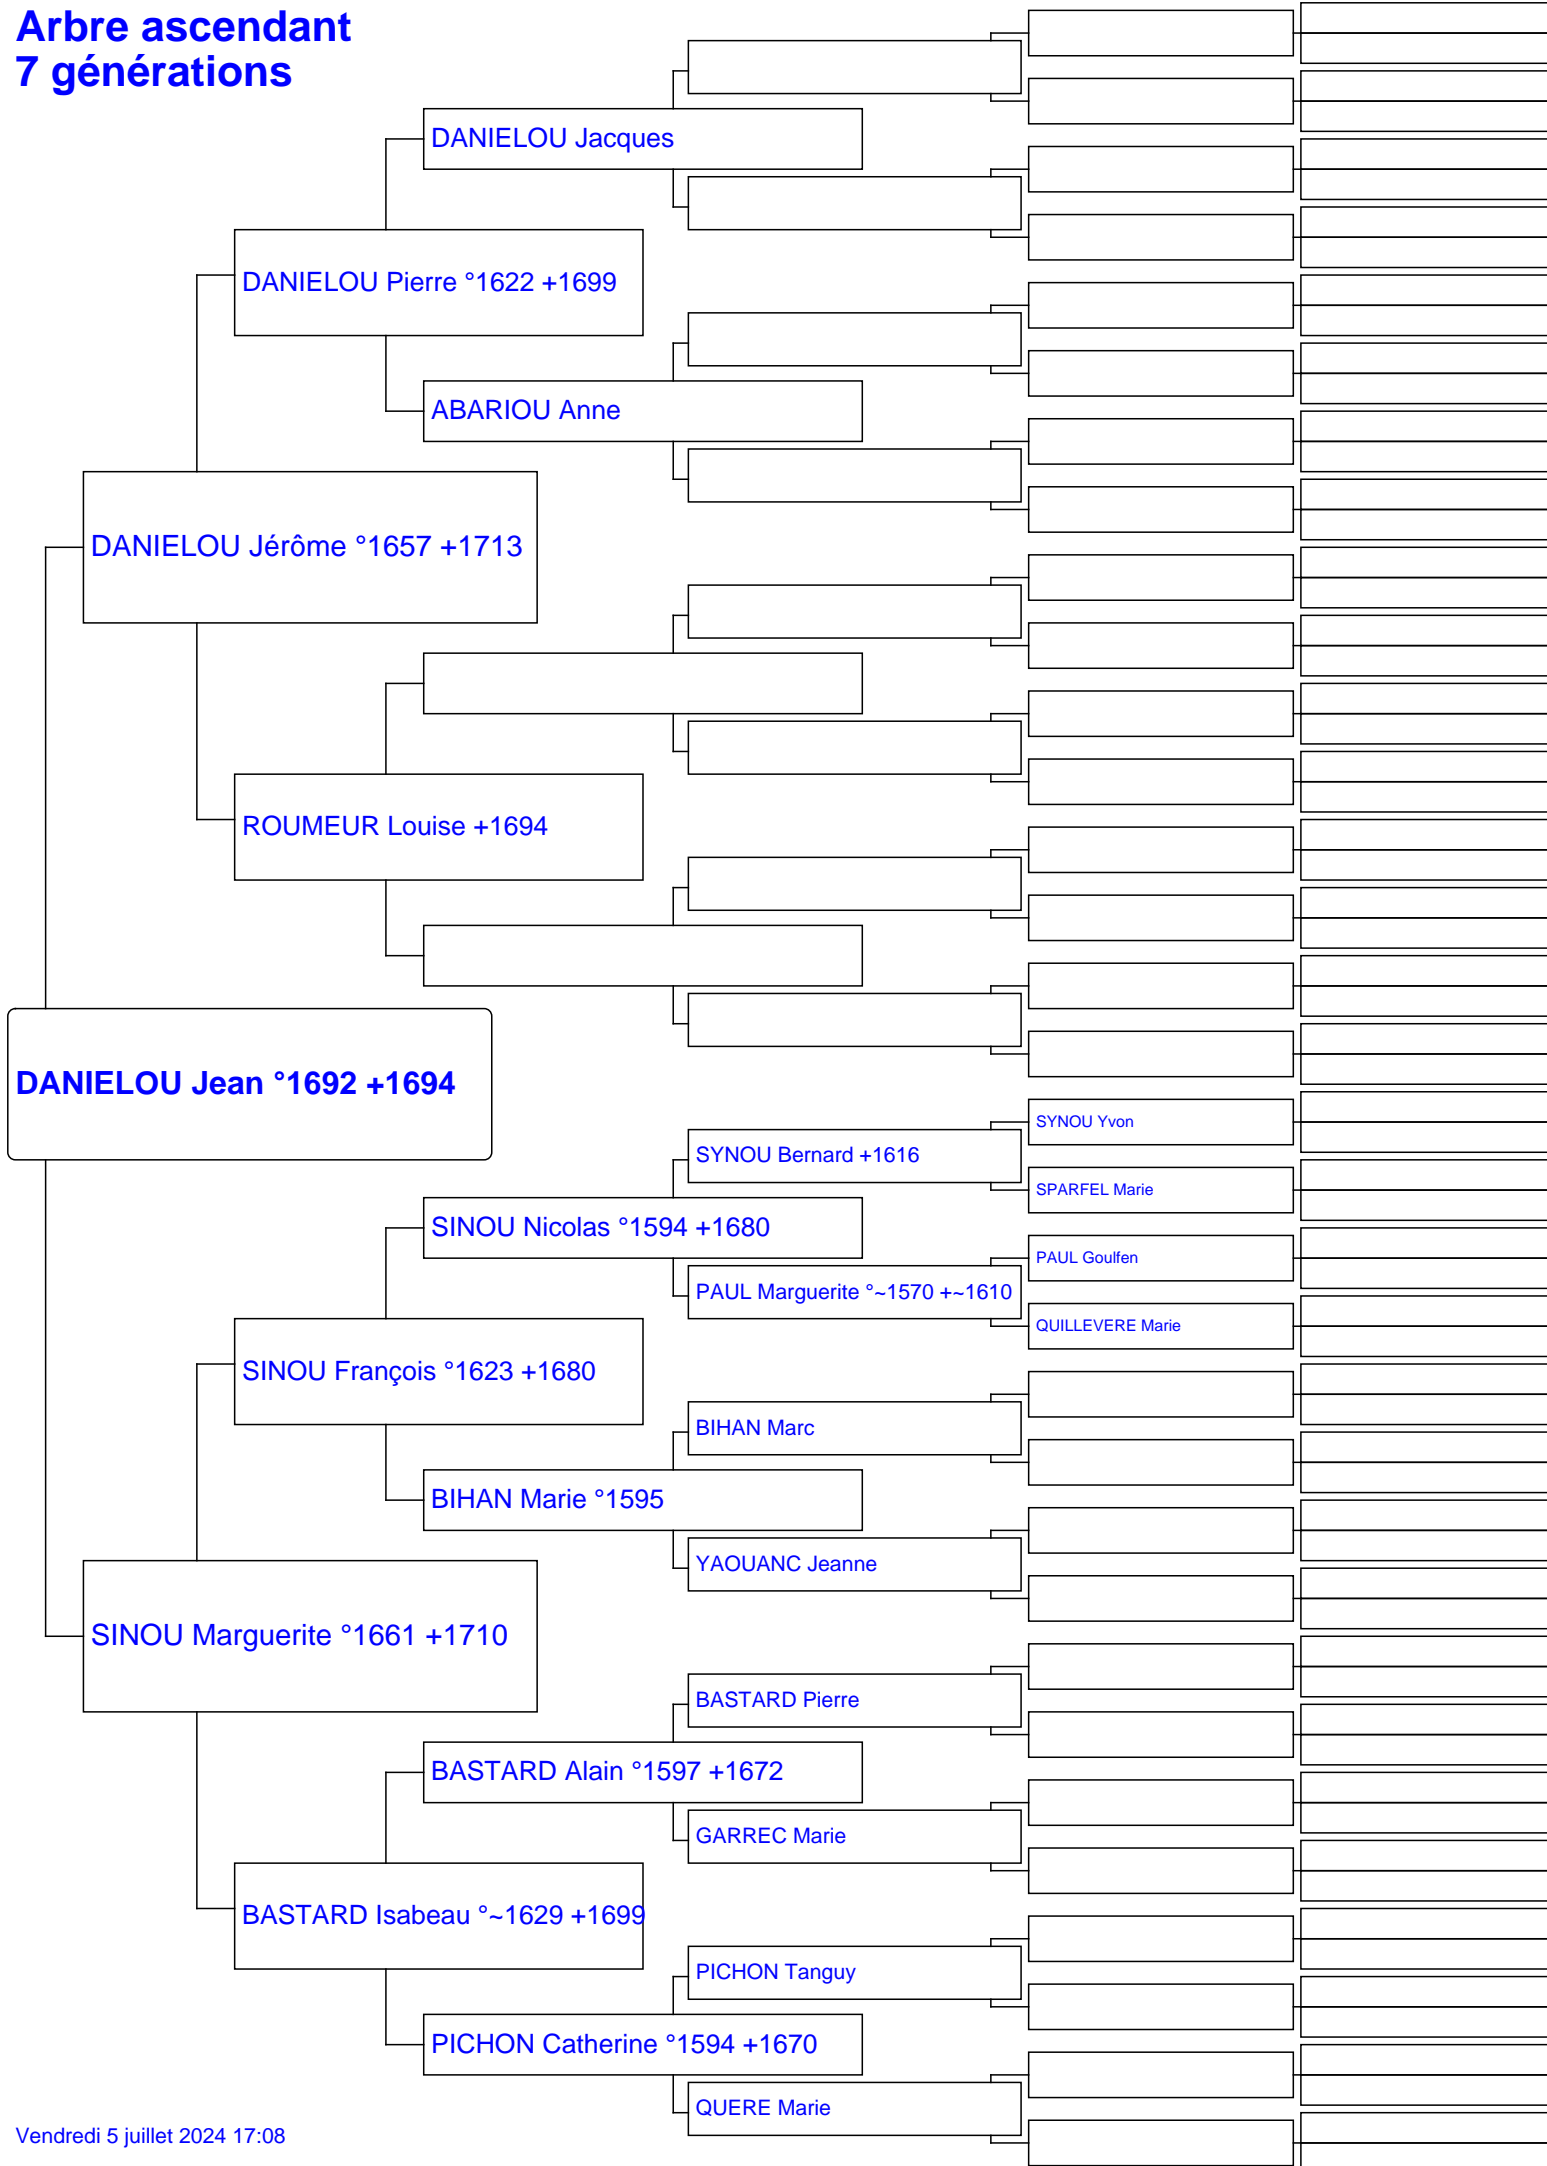 Arbre ascendant
7 générations
DANIELOU Jacques
DANIELOU Pierre °1622 +1699
ABARIOU Anne
DANIELOU Jérôme °1657 +1713
ROUMEUR Louise +1694
DANIELOU Jean °1692 +1694
SYNOU Yvon
SYNOU Bernard +1616
SPARFEL Marie
SINOU Nicolas °1594 +1680
PAUL Goulfen
PAUL Marguerite °~1570 +~1610
QUILLEVERE Marie
SINOU François °1623 +1680
BIHAN Marc
BIHAN Marie °1595
YAOUANC Jeanne
SINOU Marguerite °1661 +1710
BASTARD Pierre
BASTARD Alain °1597 +1672
GARREC Marie
BASTARD Isabeau °~1629 +1699
PICHON Tanguy
PICHON Catherine °1594 +1670
QUERE Marie
Vendredi 5 juillet 2024 17:08